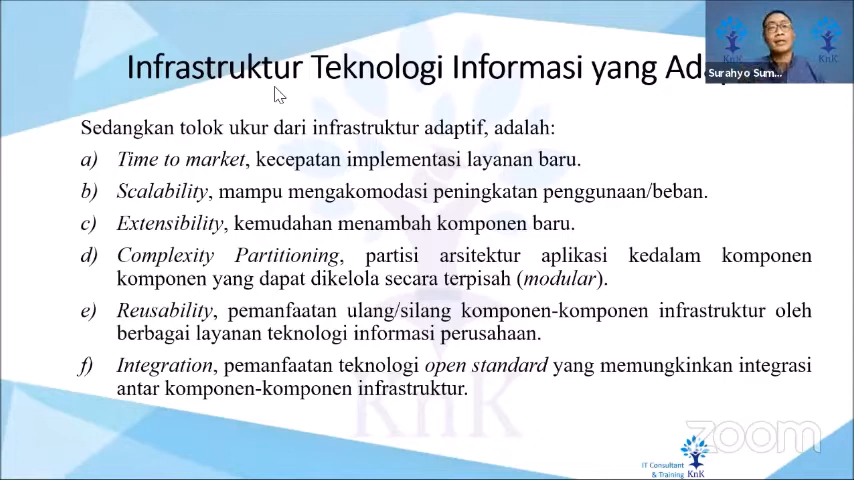 Infrastruktur Teknologi Informasi yang Ad
KnK
KnK
Surahyo Sum...
Sedangkan tolok ukur dari infrastruktur adaptif, adalah:
a) Time to market, kecepatan implementasi layanan baru.
b) Scalability, mampu mengakomodasi peningkatan penggunaan/beban.
c) Extensibility, kemudahan menambah komponen baru.
d) Complexity Partitioning, partisi arsitektur aplikasi kedalam komponen
komponen yang dapat dikelola secara terpisah (modular).
e) Reusability, pemanfaatan ulang/silang komponen-komponen infrastruktur oleh
berbagai layanan teknologi informasi perusahaan.
f) Integration, pemanfaatan teknologi open standard yang memungkinkan integrasi
antar komponen-komponen infrastruktur.
KnK
zoom
IT Consultant
& Training KnK